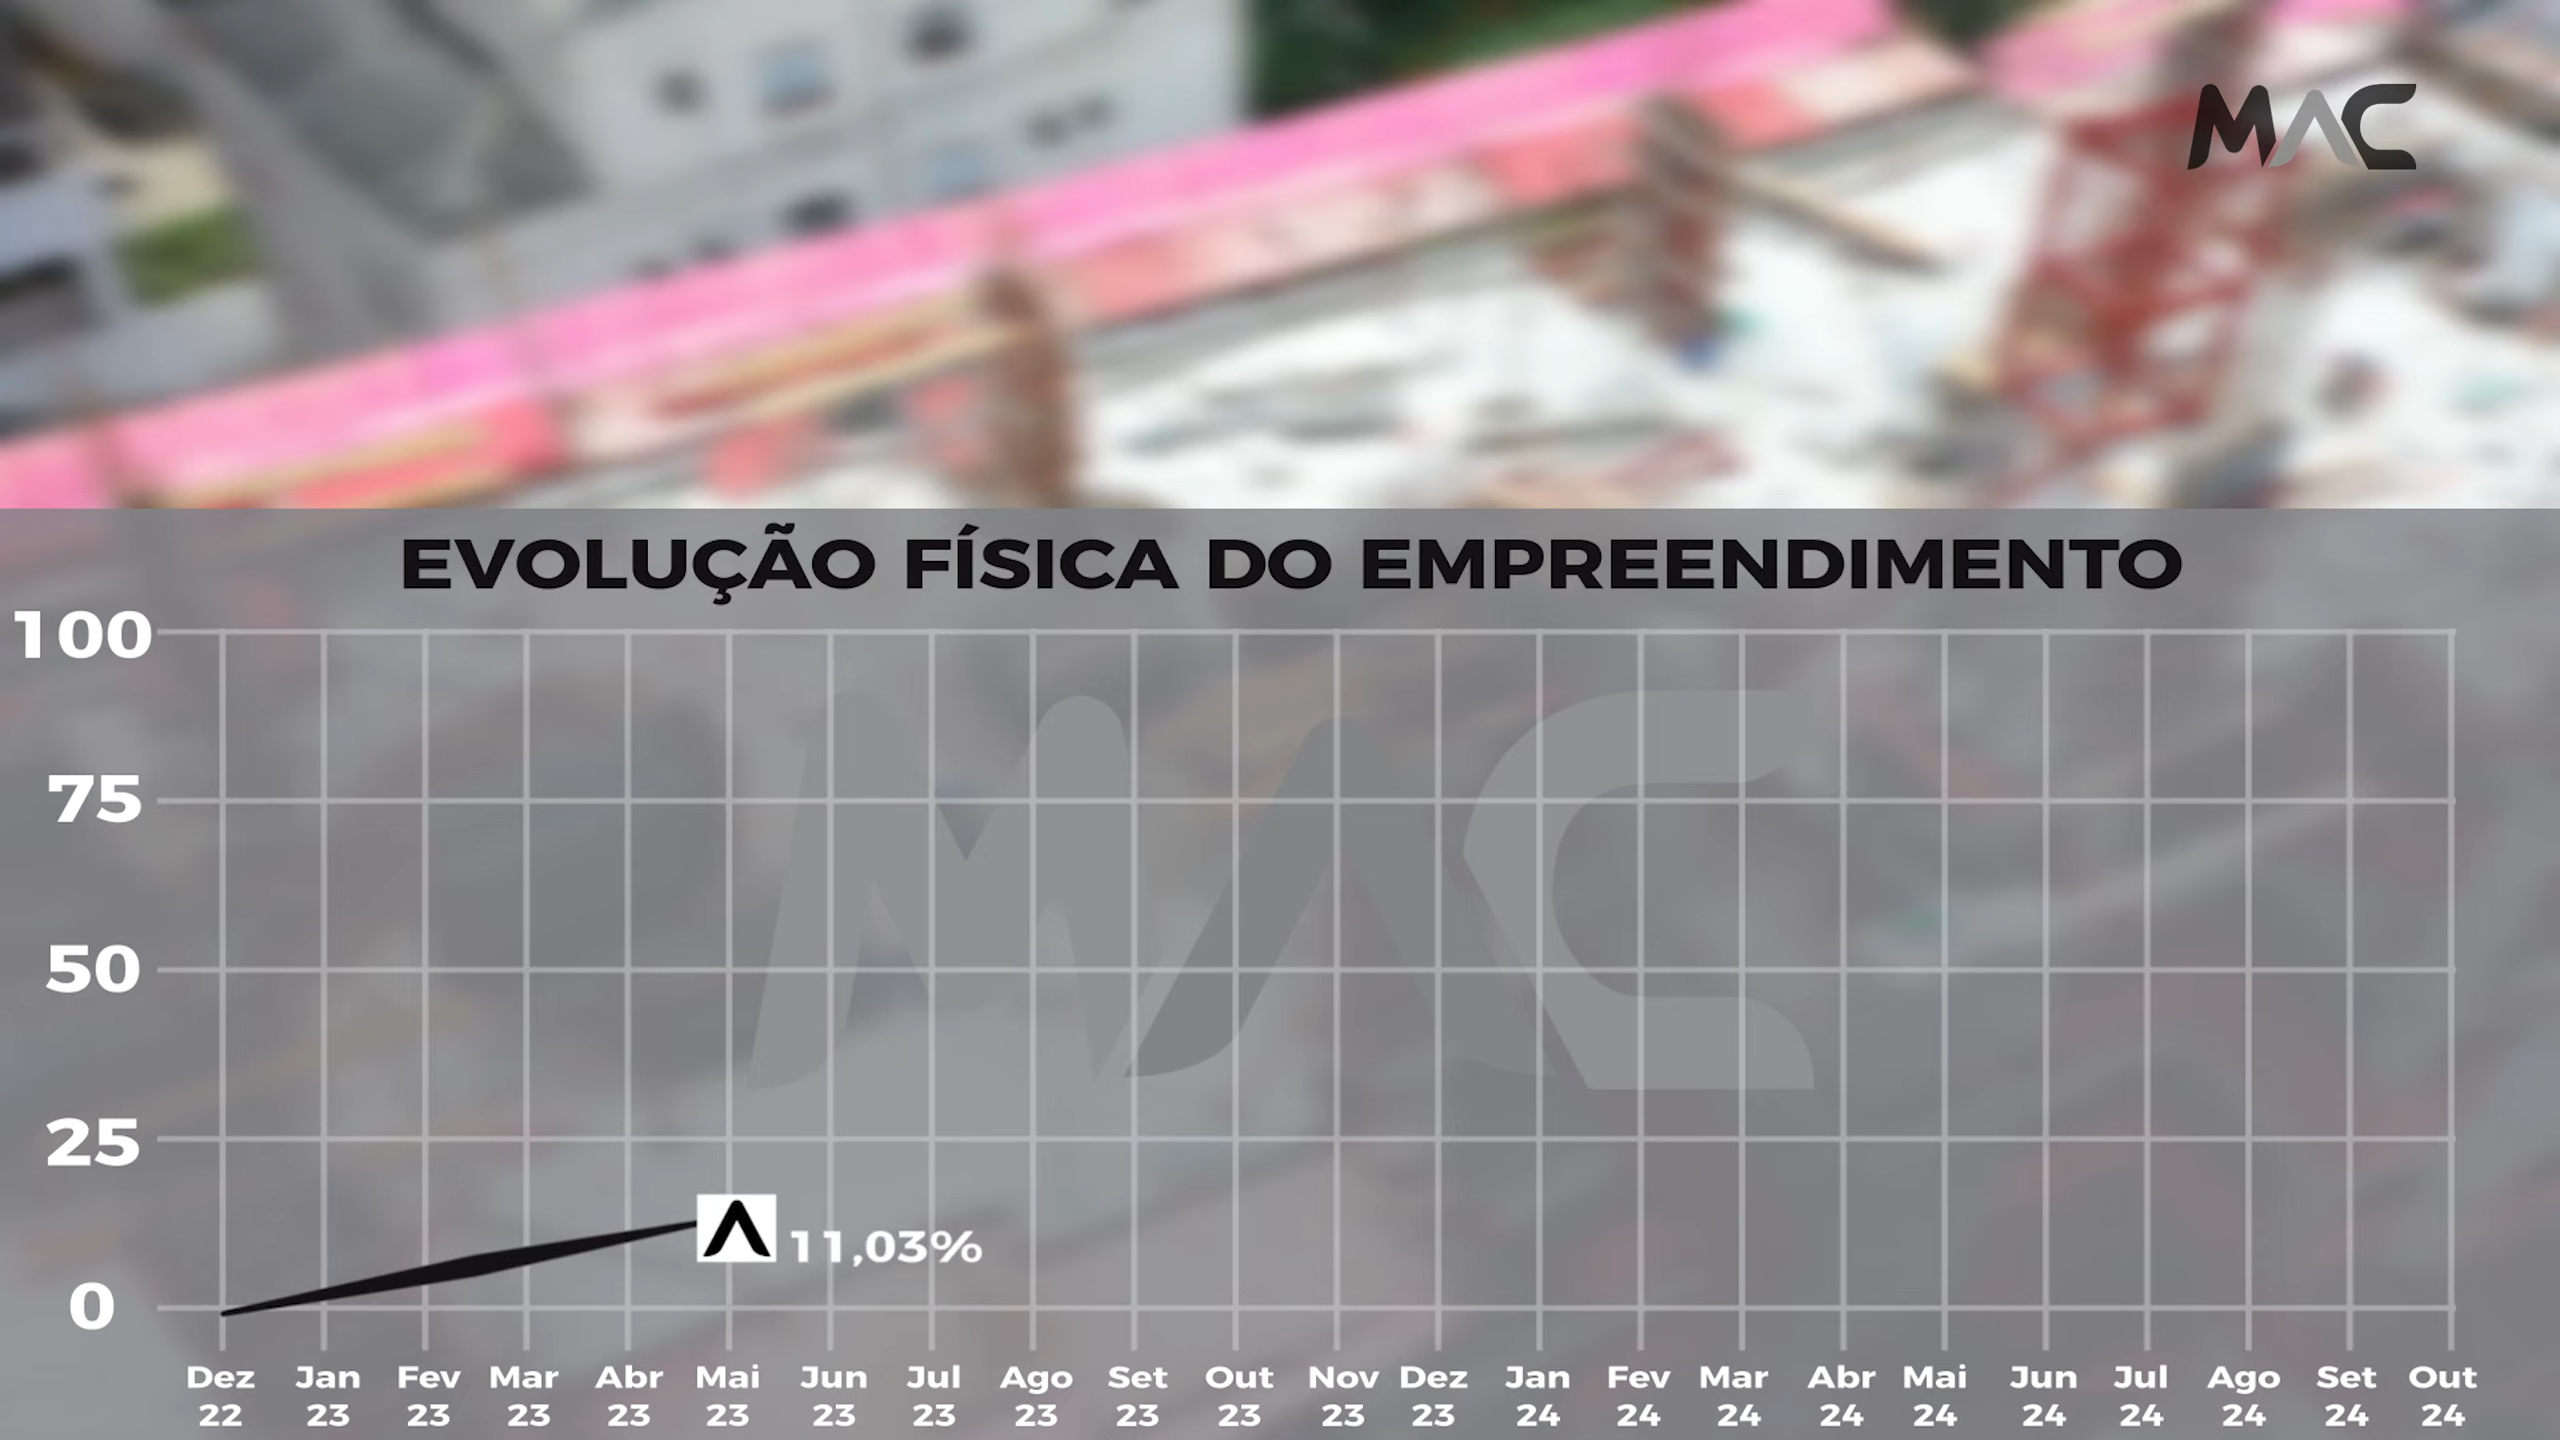 MAC
EVOLUÇÃO FÍSICA DO EMPREENDIMENTO
100
75
50
25
0
11,03%
Dez Jan Fev Mar Abr Mai Jun Jul Ago Set Out Nov Dez Jan Fev Mar Abr Mai Jun Jul Ago Set Out
22 23 23 23 23 23 23 23 23 23 23 23 23 24 24 24 24 24 24 24 24 24 24
MAC